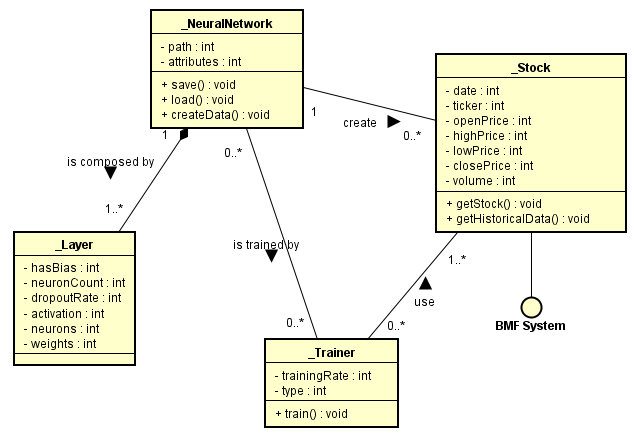 _NeuralNetwork
- path : int
- attributes : int
+ save() : void
+ load() : void
+ createData() : void
_Stock
- date : int
- ticker : int
- openPrice : int
- highPrice : int
- lowPrice : int
- closePrice : int
- volume : int
+ getStock() : void
+ getHistoricalData() : void
1
create
0..*
1
is composed by
1..*
0..*
is trained by
0..*
1..*
use
0..*
_Layer
- hasBias : int
- neuronCount : int
- dropoutRate : int
- activation : int
- neurons : int
- weights : int
BMF System
_Trainer
- trainingRate : int
- type : int
+ train() : void